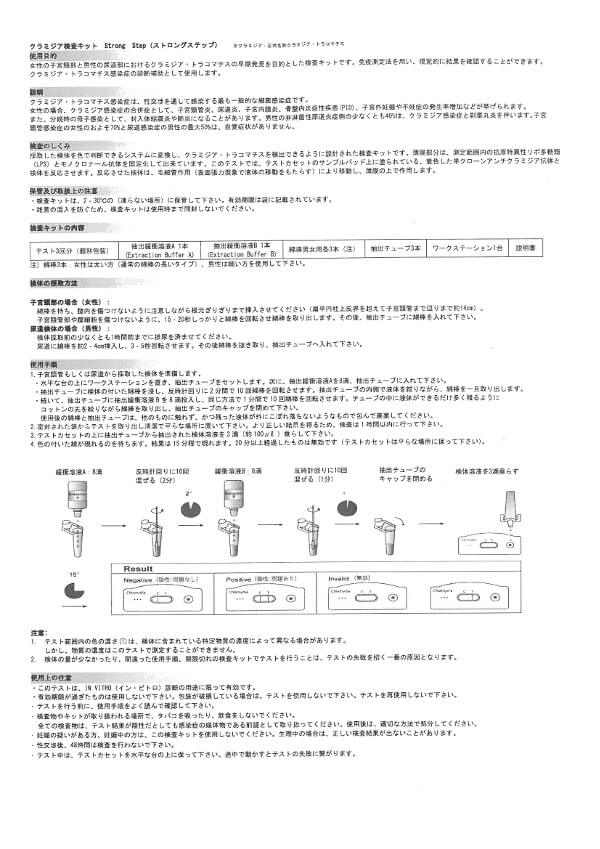 クラミジア検査キット Strong Step（ストロングステップ） ※クラミジア・正式名称クラミジア・トラコマチス
使用目的
女性の子宮頸部と男性の尿道部におけるクラミジア・トラコマチスの早期発見を目的とした検査キットです。免疫測定法を用い、視覚的に結果を確認することができます。
クラミジア・トラコマチス感染症の診断補助として使用します。
説明
クラミジア・トラコマチス感染症は、性交渉を通して感染する最も一般的な細菌感染症です。
女性の場合、クラミジア感染症の合併症として、子宮頸管炎、尿道炎、子宮内膜炎、骨盤内炎症性疾患(PID)、子宮外妊娠や不妊症の発生率増加などが挙げられます。
また、分娩時の母子感染として、封入体結膜炎や肺炎になることがあります。男性の非淋菌性尿道炎症例の少なくとも40%は、クラミジア感染症と副睾丸炎を伴います。子宮
頸管感染症の女性のおよそ70%と尿道感染症の男性の最大50%は、自覚症状がありません。
検査のしくみ
採取した検体を色で判断できるシステムに変換し、クラミジア・トラコマチスを検出できるように設計された検査キットです。薄膜部分は、測定範囲内の抗原特異性リポ多糖類
（LPS）とモノクロナール抗体を固定化して出来ています。このテストでは、テストカセットのサンプルパッド上に塗られている、着色した単クローンアンチクラミジア抗体と
検体を反応させます。反応させた検体は、毛細管作用（表面張力現象で液体の移動をもたらす）により移動し、薄膜の上で作用します。
保管及び取扱上の注意
・検査キットは、2-30℃の（凍らない場所）に保管して下さい。有効期限は袋に記載されています。
・雑菌の混入を防ぐため、検査キットは使用時まで開封しないでください。
検査キットの内容
テスト3回分（個別包装） 抽出緩衝溶液A 1本 (Extraction Buffer A) 抽出緩衝溶液B 1本 (Extraction Buffer B) 綿棒男女用各3本（注） 抽出チューブ3本 ワークステーション1台 説明書
注）綿棒3本：女性は太い方（通常の綿棒の長いタイプ）、男性は細い方を使用して下さい。
検体の採取方法
子宮頸部の場合（女性）：
綿棒を持ち、膣内を傷つけないように注意しながら根元ぎりぎりまで挿入させてください（扁平円柱上皮界を超えて子宮頸管まで辺りまで約14cm）。
子宮頸管部や膣細胞を傷つけないように、15-20秒しっかりと綿棒を回転させ綿棒を取り出します。その後、抽出チューブに綿棒を入れて下さい。
尿道検体の場合（男性）：
検体採取前の少なくとも1時間前までに排尿を済ませてください。
尿道に綿棒を約2-4cm挿入し、3-5秒回転させます。その後綿棒を抜き取り、抽出チューブへ入れて下さい。
使用手順
1.子宮頸管もしくは尿道から採取した検体を準備します。
・水平な台の上にワークステーションを置き、抽出チューブをセットします。次に、抽出緩衝溶液Aを8滴、抽出チューブに入れて下さい。
・抽出チューブに検体の付いた綿棒を浸し、反時計回りに2分間で10回綿棒を回転させます。抽出チューブの内側で液体を絞りながら、綿棒を一旦取り出します。
・続いて、抽出チューブに抽出緩衝溶液Bを8滴投入し、同じ方法で1分間で10回綿棒を回転させます。チューブの中に液体ができるだけ多く残るように
コットンの先を絞りながら綿棒を取り出し、抽出チューブのキャップを閉めて下さい。
使用後の綿棒と抽出チューブは、他のものに触れず、かつ残った液体が外にこぼれ落ちないようなもので包んで廃棄してください。
2.密封された袋からテストを取り出し清潔で平らな場所に置いて下さい。より正しい結果を得るため、検査は1時間以内に行って下さい。
3.テストカセットの上に抽出チューブから抽出された検体溶液を3滴（約100μℓ）垂らして下さい。
4.色の付いた線が現れるのを待ちます。結果は15分程で現れます。20分以上経過したものは無効です（テストカセットは平らな場所に保って下さい）。
緩衝溶液A：8滴
反時計回りに10回
混ぜる（2分）
緩衝溶液B：8滴
反時計回りに10回
混ぜる（1分）
抽出チューブの
キャップを閉める
検体溶液を3滴垂らす
2'
1'
15'
Result
Negative（陰性：問題なし）
Positive（陽性：問題あり）
Invalid（無効）
Chlamydia C T
Chlamydia C T
Chlamydia C T
注意：
1. テスト範囲内の色の濃さ(T)は、検体に含まれている特定物質の濃度によって異なる場合があります。
しかし、物質の濃度はこのテストで測定することができません。
2. 検体の量が少なかったり、間違った使用手順、期限切れの検査キットでテストを行うことは、テストの失敗を招く一番の原因となります。
使用上の注意
・このテストは、IN VITRO（イン・ビトロ）診断の用途に限って有効です。
・有効期限が過ぎたものは使用しないで下さい。包装が破損している場合は、テストを使用しないで下さい。テストを再使用しないで下さい。
・テストを行う前に、使用手順をよく読んで確認して下さい。
・検査物やキットが取り扱われる場所で、タバコを吸ったり、飲食をしないでください。
全ての検査物は、テスト結果が陰性だとしても感染症の媒体物である前提として取り扱ってください。使用後は、適切な方法で処分してください。
・妊娠の疑いがある方、妊娠中の方は、この検査キットを使用しないでください。生理中の場合は、正しい検査結果が出ないことがあります。
・性交渉後、48時間は検査を行わないで下さい。
・テスト中は、テストカセットを水平な台の上に保って下さい。途中で動かすとテストの失敗に繋がります。